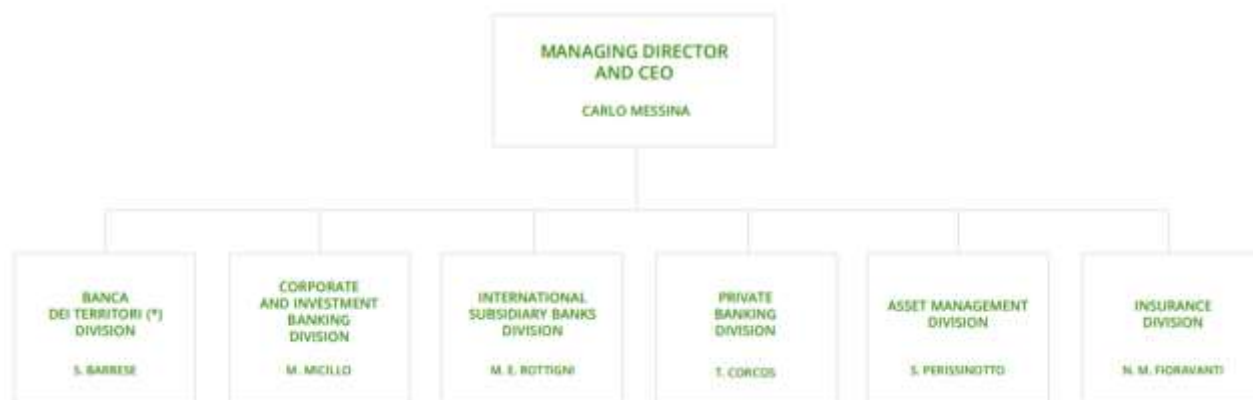 MANAGING DIRECTOR
AND CEO
CARLO MESSINA
BANCA
DEI TERRITORI (*)
DIVISION
S. BARRESE
CORPORATE
AND INVESTMENT
BANKING
DIVISION
M. MICILLO
INTERNATIONAL
SUBSIDIARY BANKS
DIVISION
M. E. ROTTIGNI
PRIVATE
BANKING
DIVISION
T. CORCOS
ASSET MANAGEMENT
DIVISION
S. PERISSINOTTO
INSURANCE
DIVISION
N. M. FIORAVANTI